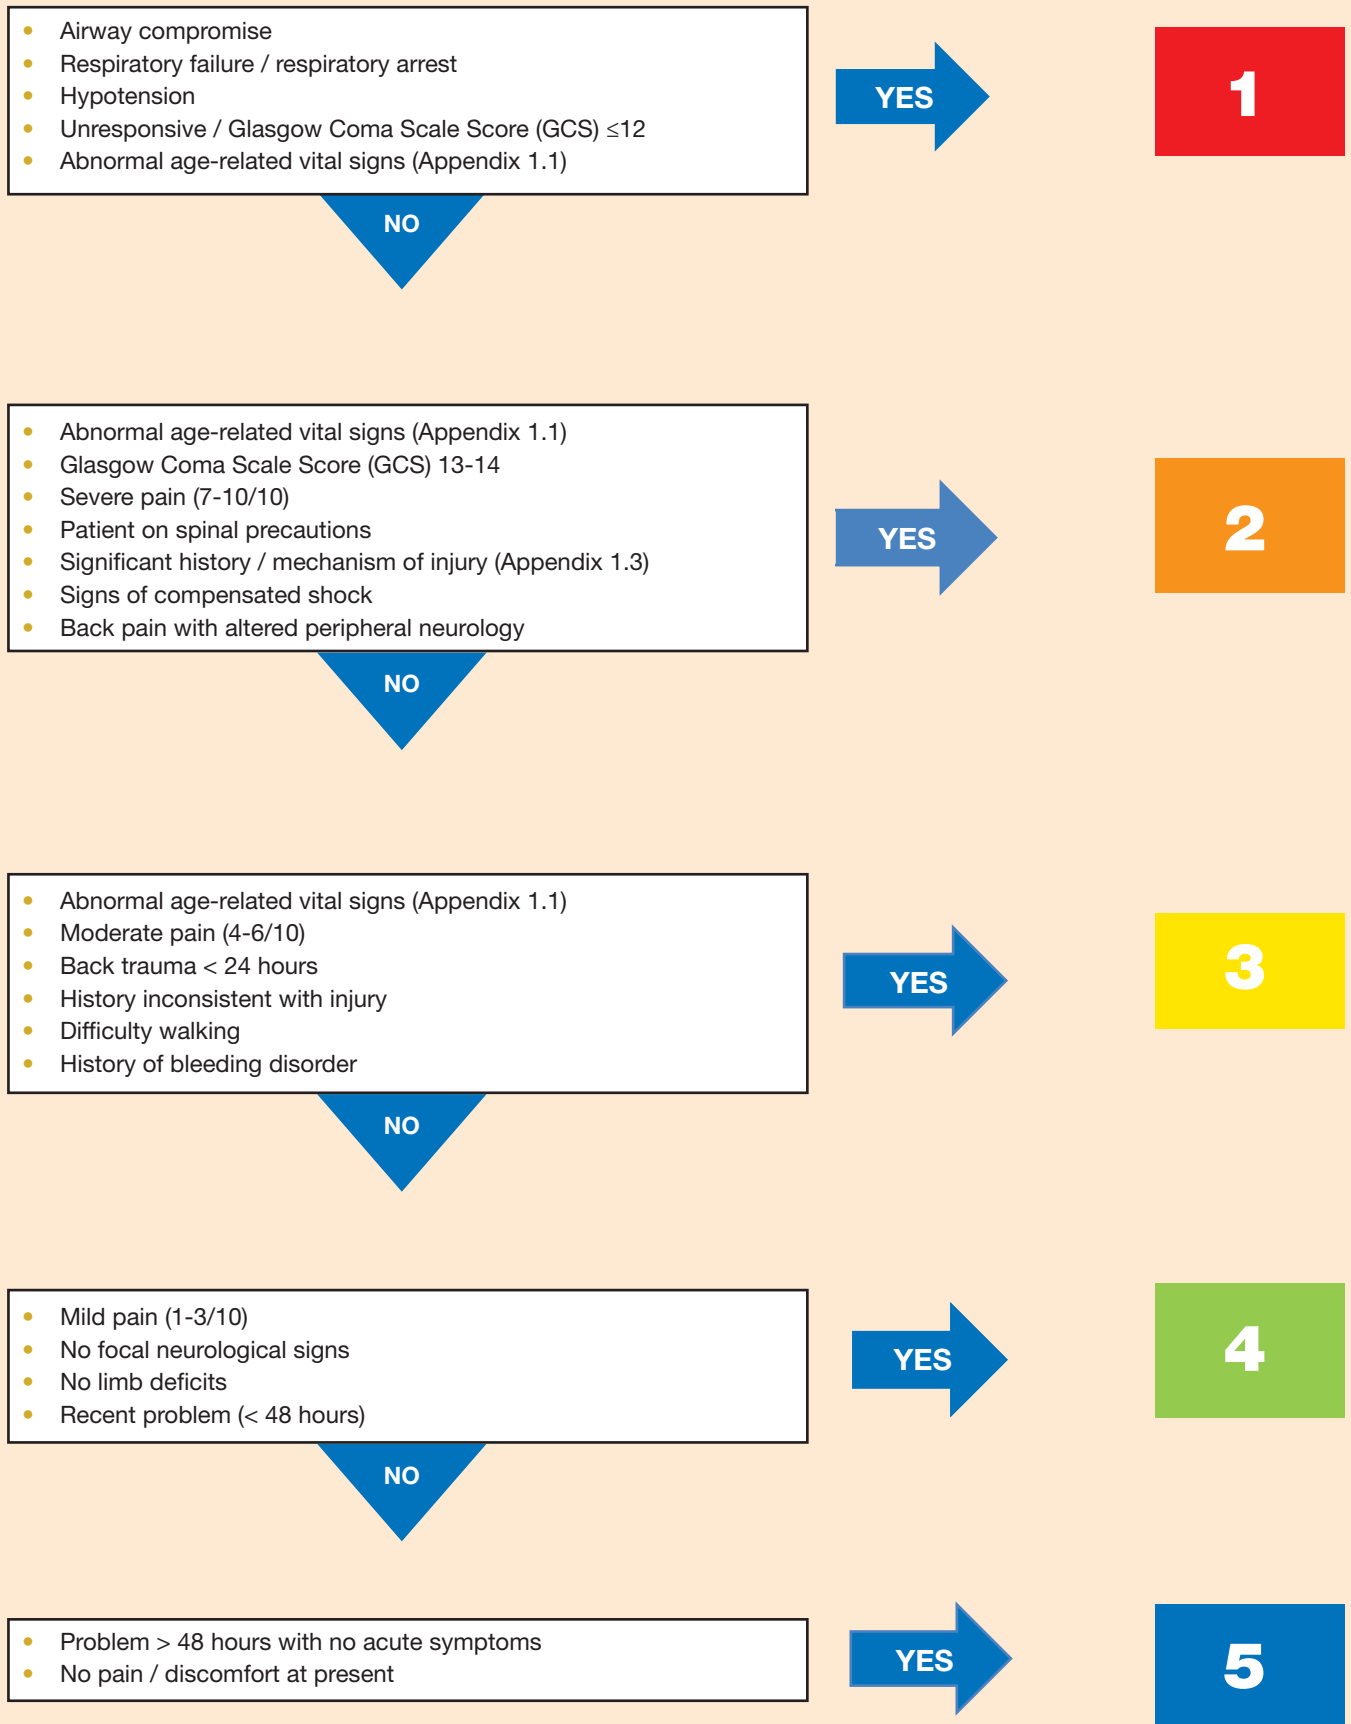 • Airway compromise
• Respiratory failure / respiratory arrest
• Hypotension
• Unresponsive / Glasgow Coma Scale Score (GCS) ≤12
• Abnormal age-related vital signs (Appendix 1.1)
YES
1
NO
• Abnormal age-related vital signs (Appendix 1.1)
• Glasgow Coma Scale Score (GCS) 13-14
• Severe pain (7-10/10)
• Patient on spinal precautions
• Significant history / mechanism of injury (Appendix 1.3)
• Signs of compensated shock
• Back pain with altered peripheral neurology
YES
2
NO
• Abnormal age-related vital signs (Appendix 1.1)
• Moderate pain (4-6/10)
• Back trauma < 24 hours
• History inconsistent with injury
• Difficulty walking
• History of bleeding disorder
YES
3
NO
• Mild pain (1-3/10)
• No focal neurological signs
• No limb deficits
• Recent problem (< 48 hours)
YES
4
NO
• Problem > 48 hours with no acute symptoms
• No pain / discomfort at present
YES
5